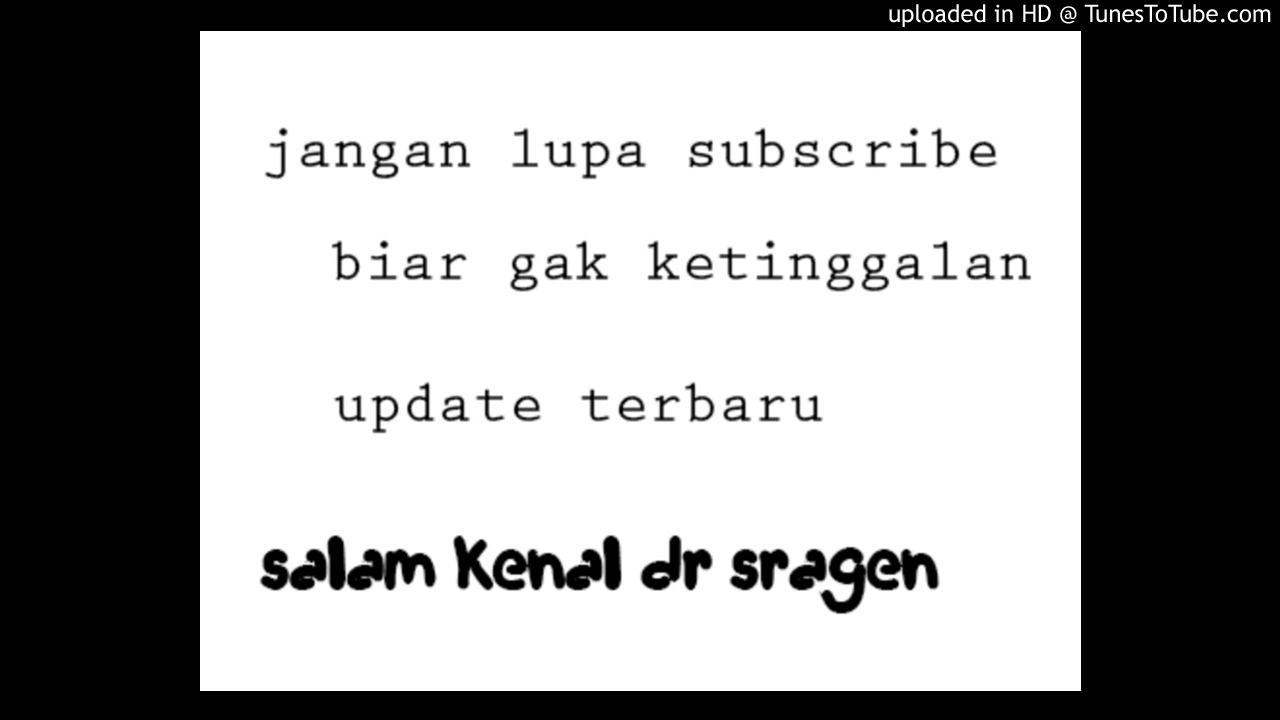 uploaded in HD @ TunesToTube.com
jangan lupa subscribe
biar gak ketinggalan
update terbaru
salam Kenal dr sragen